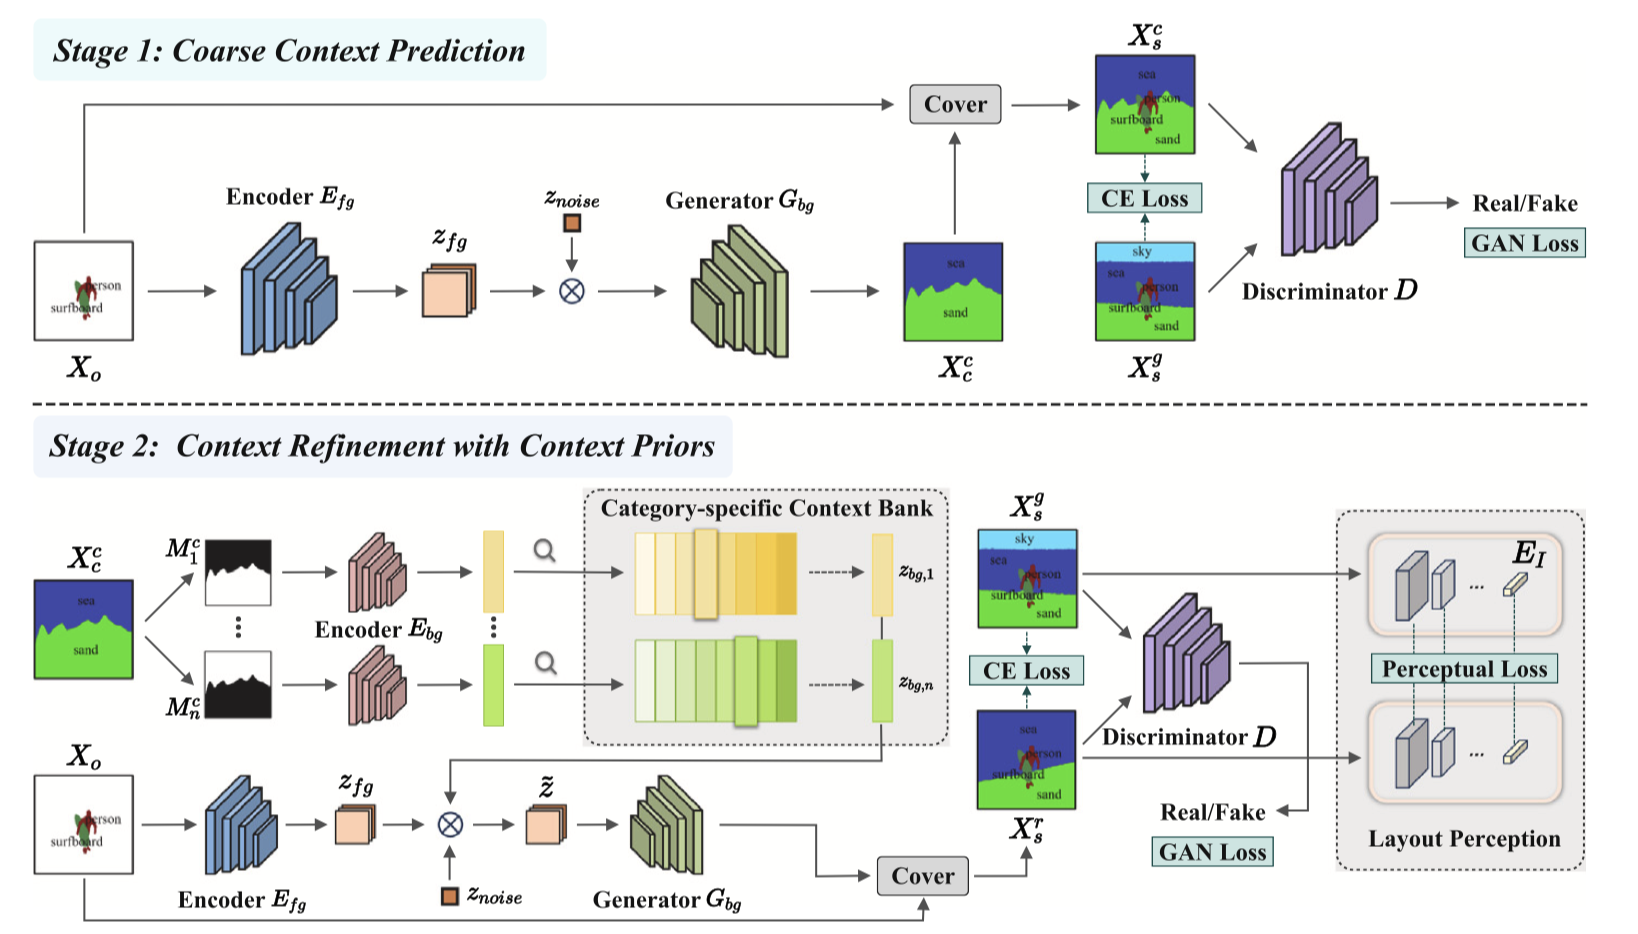 Stage 1: Coarse Context Prediction
X_s^c
Cover
sea
person
surfboard
sand
Encoder E_{fg}
z_{fg}
z_{noise}
Generator G_{bg}
CE Loss
Real/Fake
GAN Loss
person
surfboard
sea
sand
sky
sea
person
surfboard
sand
Discriminator D
X_o
X_c^c
X_s^g
Stage 2: Context Refinement with Context Priors
Category-specific Context Bank
X_s^g
X_c^c
M_1^c
sky
sea
person
surfboard
sand
E_I
...
z_{bg,1}
sea
sand
Encoder E_{bg}
CE Loss
Perceptual Loss
M_n^c
z_{bg,n}
sea
person
surfboard
sand
Discriminator D
...
X_o
z_{fg}
z̃
person
surfboard
X_s^r
Real/Fake
GAN Loss
Layout Perception
Cover
Encoder E_{fg}
z_{noise}
Generator G_{bg}